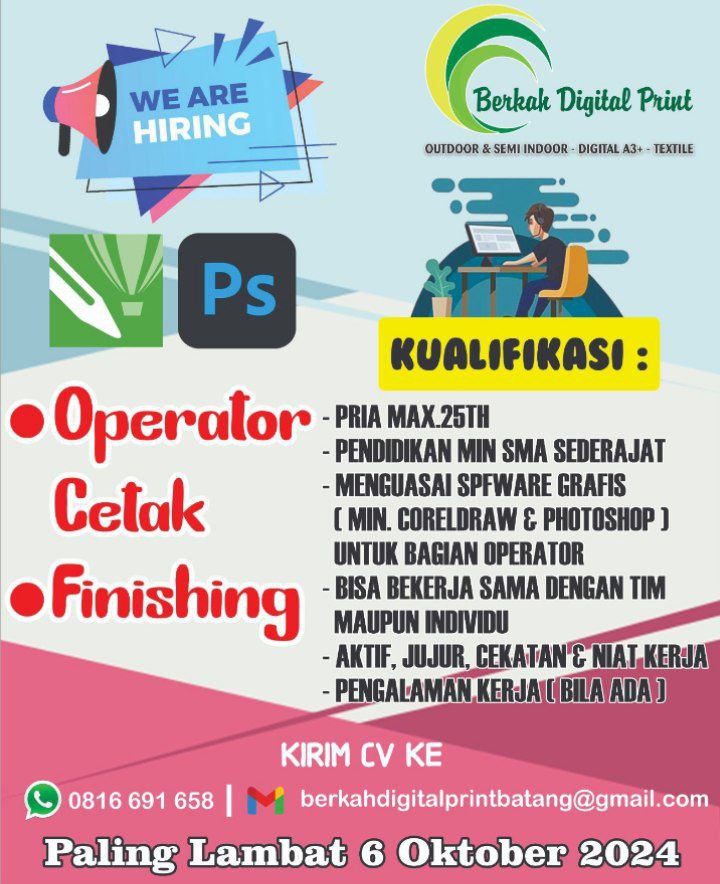 WE ARE
HIRING
Berkah Digital Print
OUTDOOR & SEMI INDOOR - DIGITAL A3+ - TEXTILE
Ps
KUALIFIKASI :
• Operator
Cetak
• Finishing
- PRIA MAX.25TH
- PENDIDIKAN MIN SMA SEDERAJAT
- MENGUASAI SPFWARE GRAFIS
( MIN. CORELDRAW & PHOTOSHOP )
UNTUK BAGIAN OPERATOR
- BISA BEKERJA SAMA DENGAN TIM
MAUPUN INDIVIDU
- AKTIF, JUJUR, CEKATAN & NIAT KERJA
- PENGALAMAN KERJA ( BILA ADA )
KIRIM CV KE
0816 691 658 | berkahdigitalprintbatang@gmail.com
Paling Lambat 6 Oktober 2024